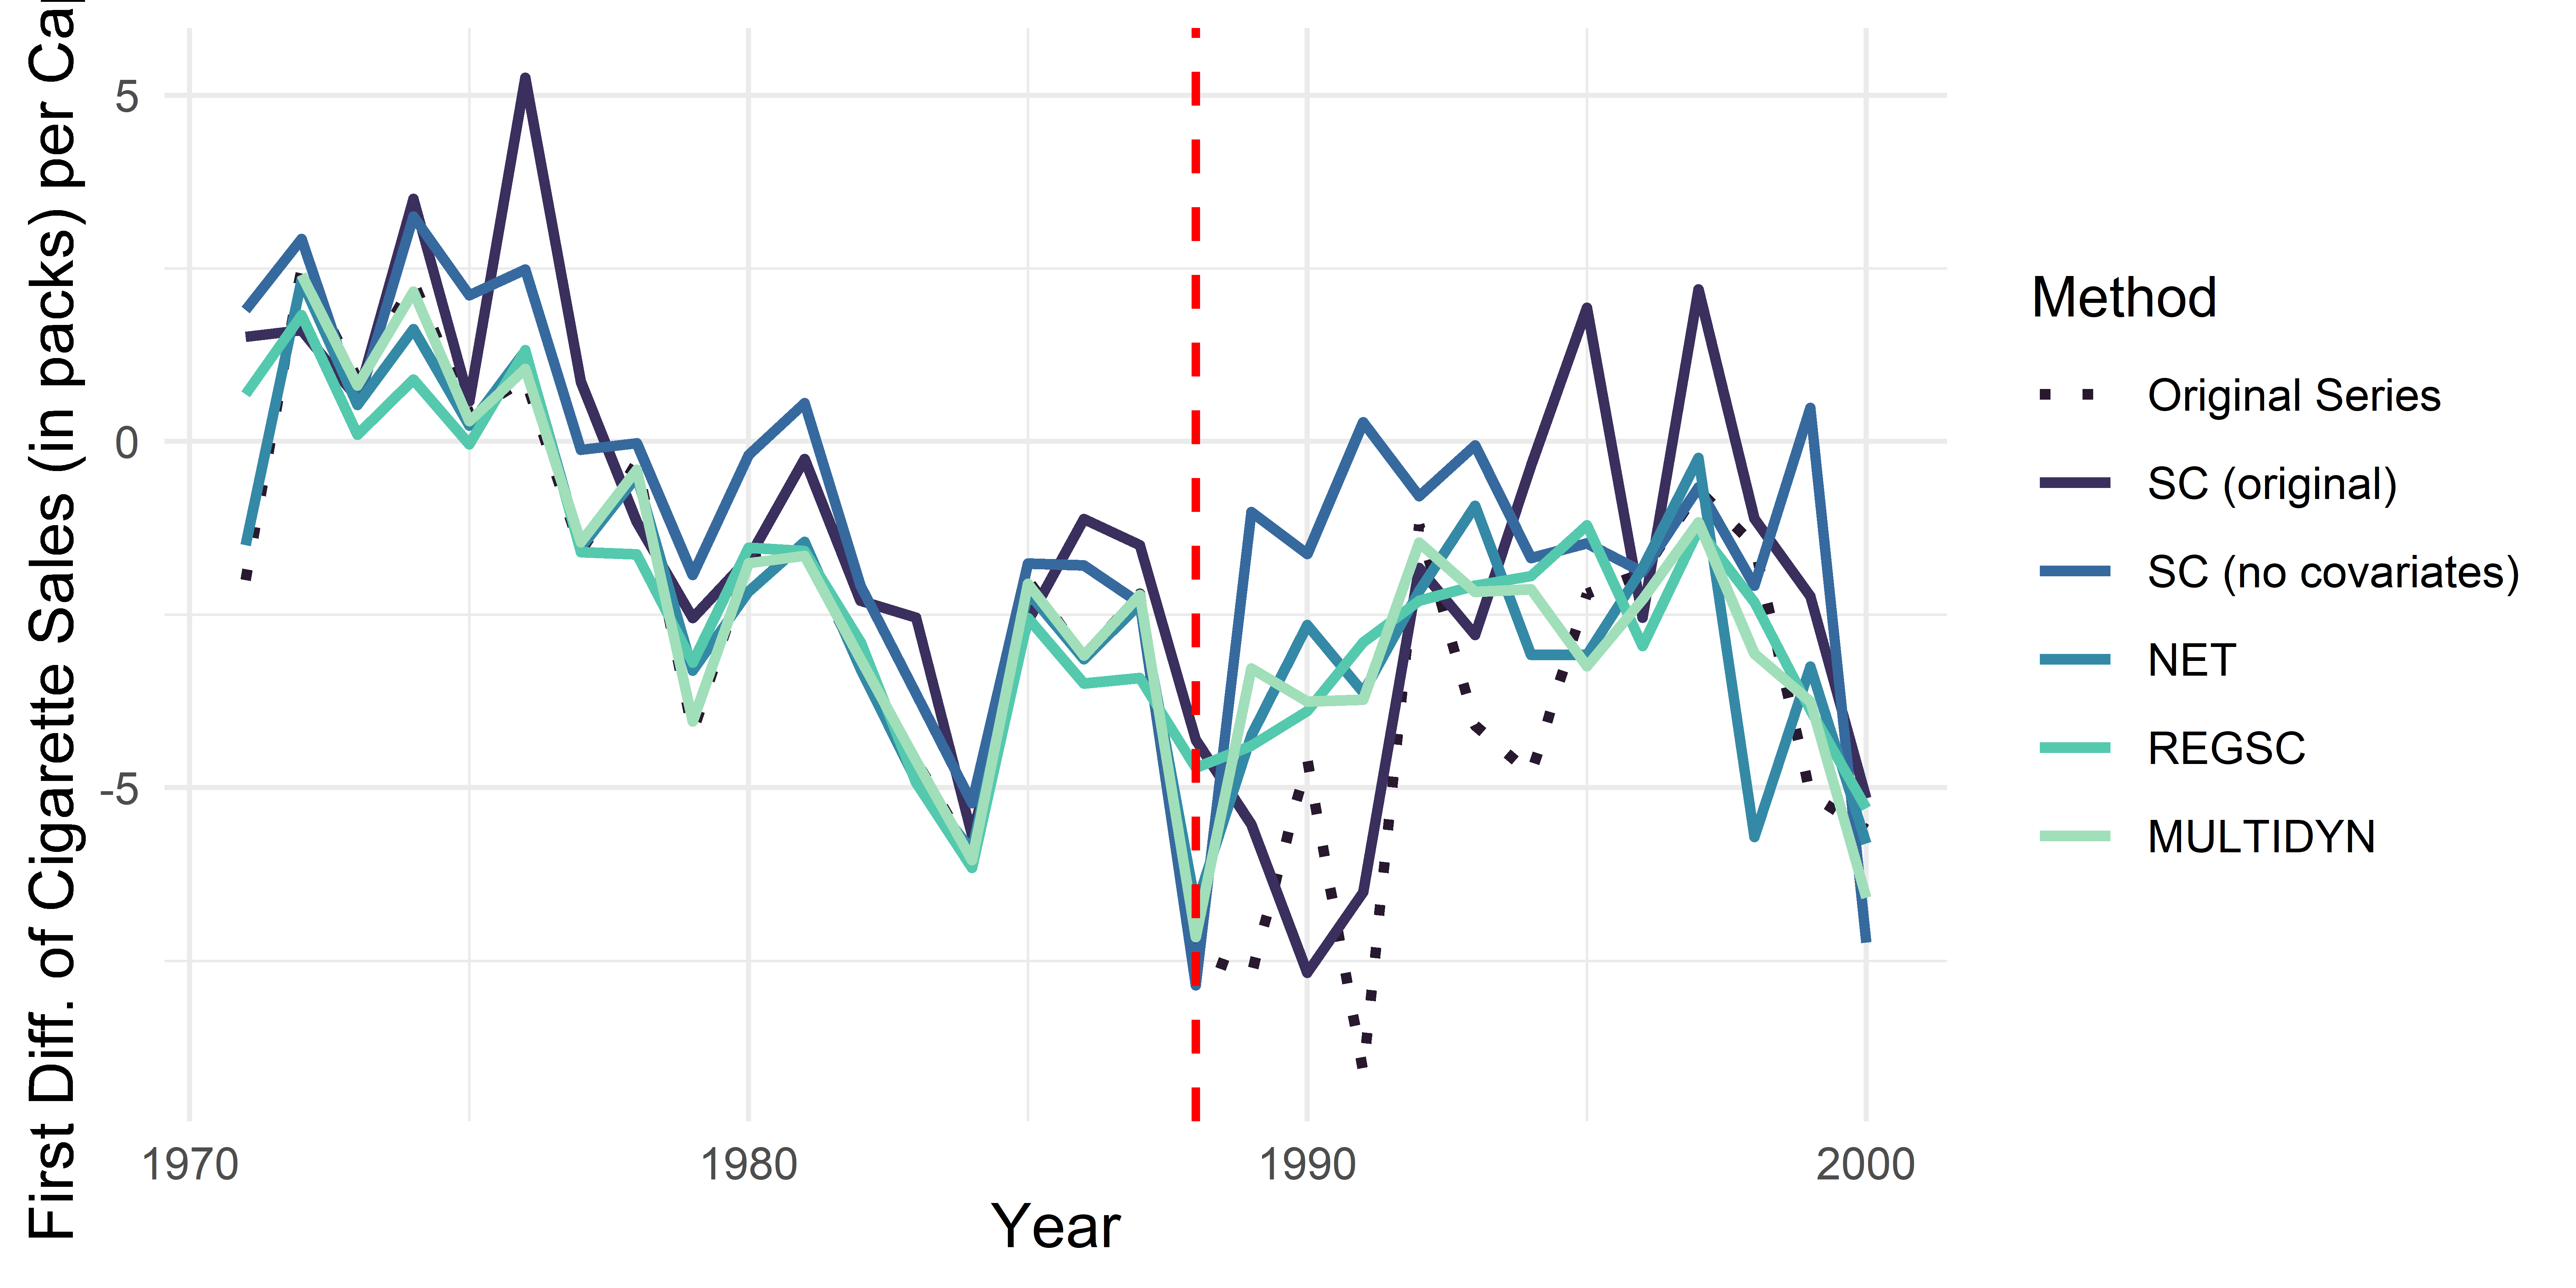 First Diff. of Cigarette Sales (in packs) per
5
0
-5
1970 1980 1990 2000
Year
Method
Original Series
SC (original)
SC (no covariates)
NET
REGSC
MULTIDYN